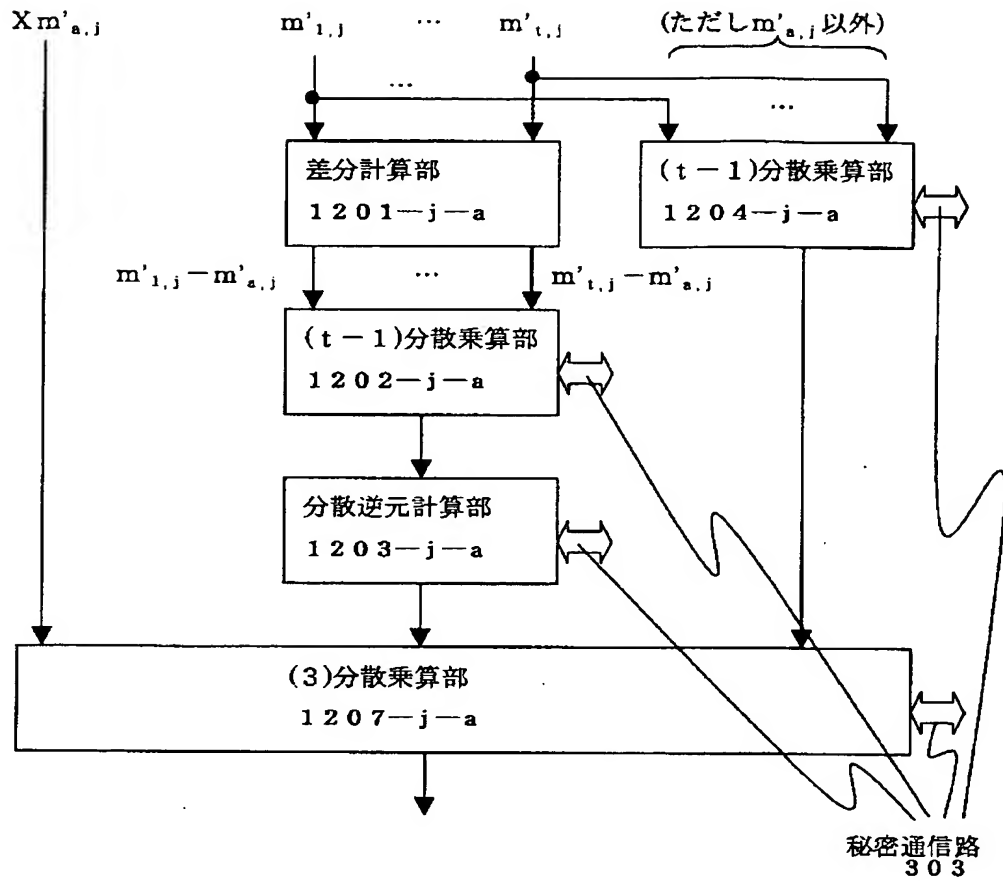 Xm'a,j  m'1,j … m't,j (ただしm'a,j以外)
… …
差分計算部
1201-j-a
(t-1)分散乗算部
1204-j-a
m'1,j-m'a,j … m't,j-m'a,j
(t-1)分散乗算部
1202-j-a
分散逆元計算部
1203-j-a
(3)分散乗算部
1207-j-a
秘密通信路
303